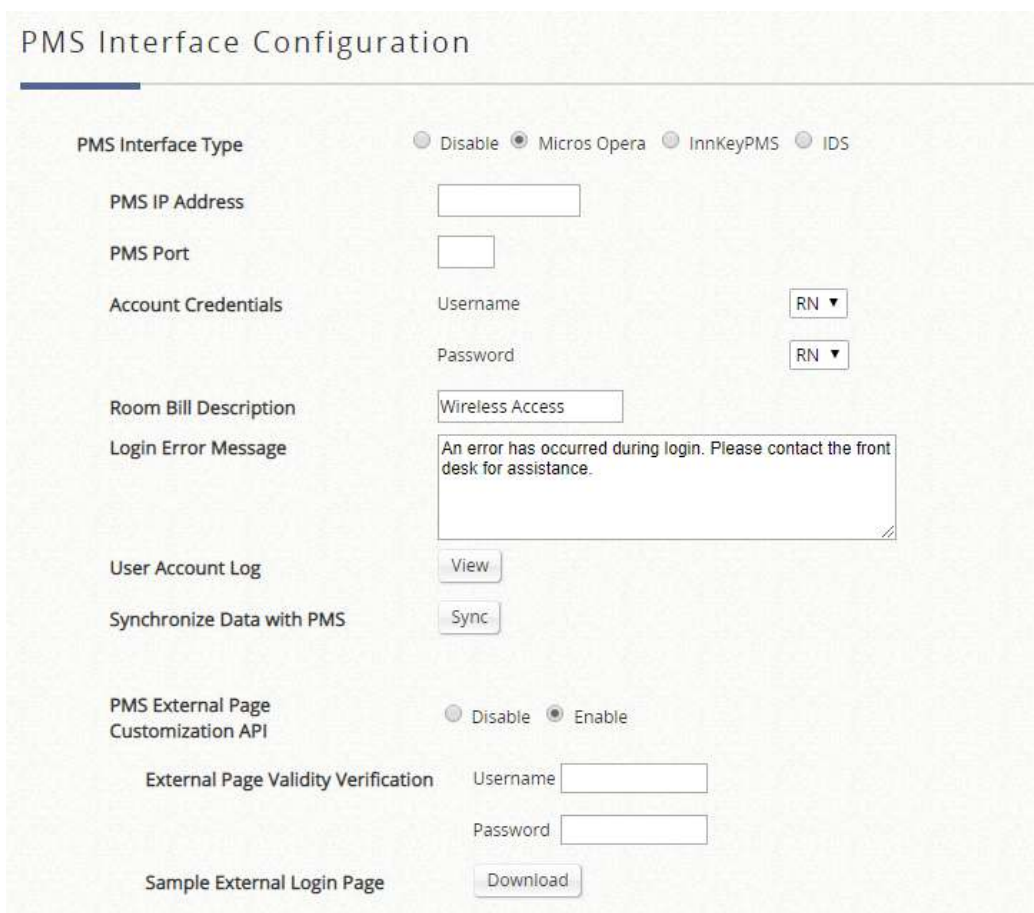 PMS Interface Configuration
PMS Interface Type Disable Micros Opera InnKeyPMS IDS
PMS IP Address
PMS Port
Account Credentials Username RN
Password RN
Room Bill Description Wireless Access
Login Error Message An error has occurred during login. Please contact the front
desk for assistance.
User Account Log View
Synchronize Data with PMS Sync
PMS External Page
Customization API Disable Enable
External Page Validity Verification Username
Password
Sample External Login Page Download